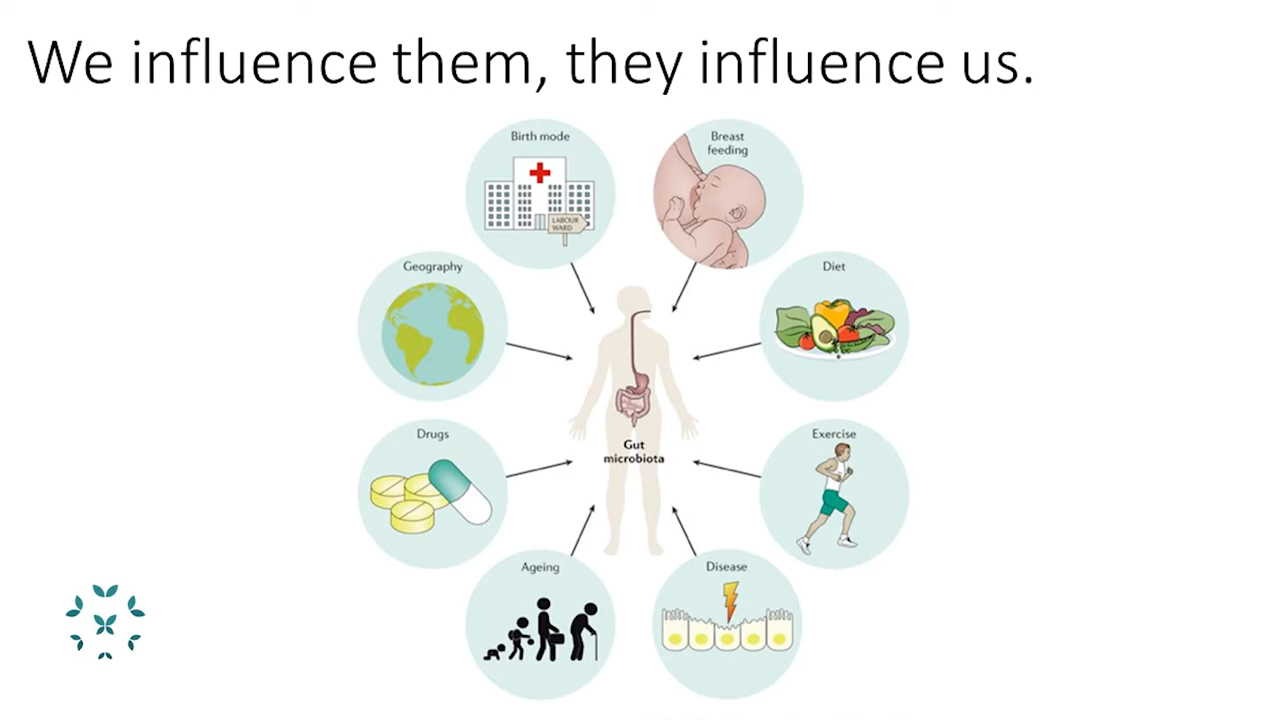 We influence them, they influence us.
Birth mode
LABOUR
WARD
Breast
feeding
Geography
Diet
Drugs
Exercise
Gut
microbiota
Ageing
Disease